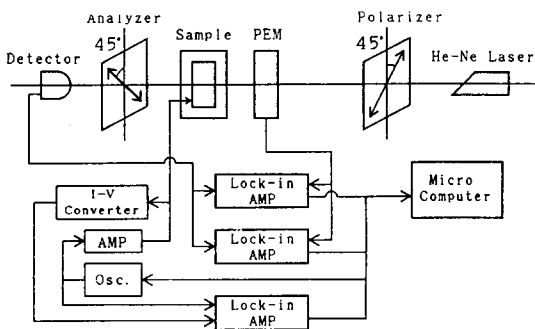 Analyzer
45°
Detector
Sample
PEM
Polarizer
45°
He-Ne Laser
Lock-in
AMP
Micro
Computer
I-V
Converter
AMP
Lock-in
AMP
Osc.
Lock-in
AMP